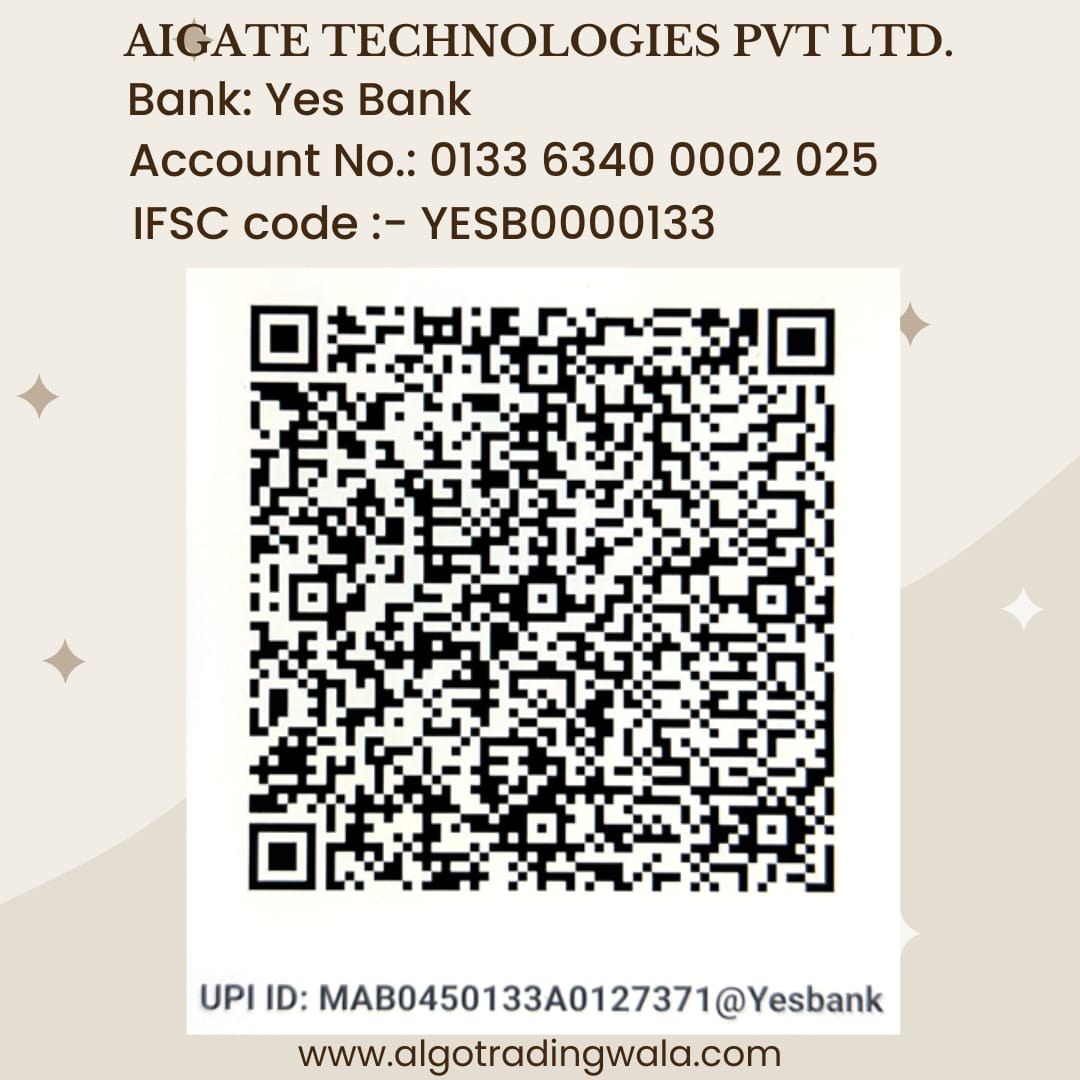 AIGATE TECHNOLOGIES PVT LTD.
Bank: Yes Bank
Account No.: 0133 6340 0002 025
IFSC code :- YESB0000133
UPI ID: MAB0450133A0127371@Yesbank
www.algotradingwala.com